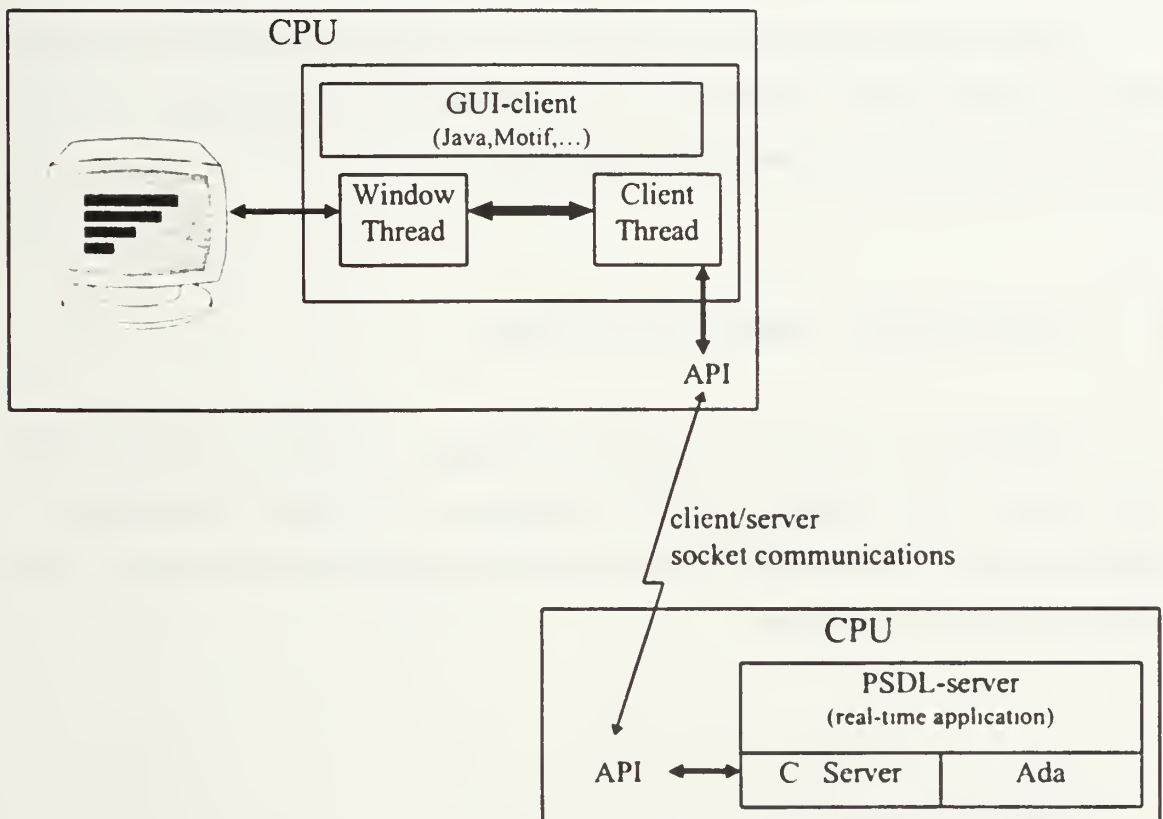 CPU
GUI-client
(Java,Motif,...)
Window
Thread
Client
Thread
API
client/server
socket communications
CPU
PSDL-server
(real-time application)
API
C Server
Ada